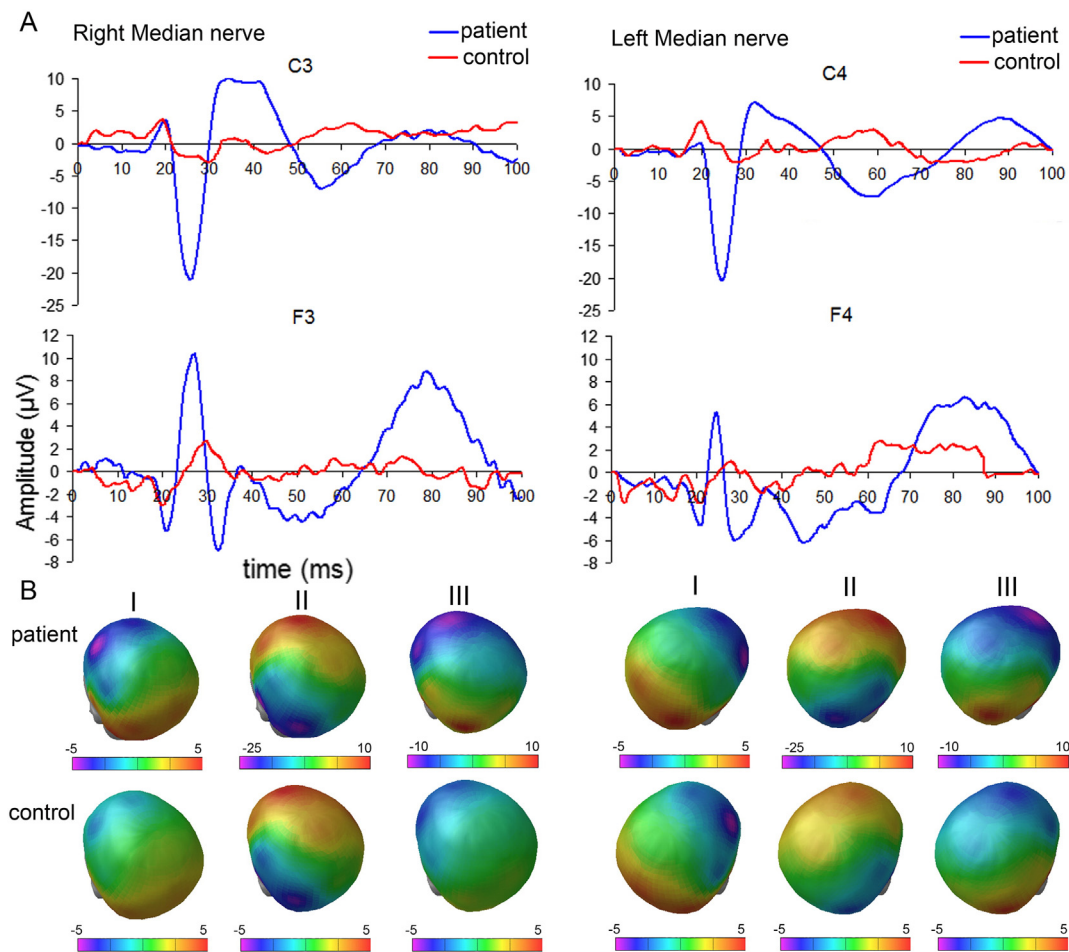 A
Right Median nerve
patient
control
Left Median nerve
patient
control
C3
10
5
0
-5
-10
-15
-20
-25
0 10 20 30 40 50 60 70 80 90 100
C4
10
5
0
-5
-10
-15
-20
-25
0 10 20 30 40 50 60 70 80 90 100
F3
12
10
8
6
4
2
0
-2
-4
-6
-8
0 10 20 30 40 50 60 70 80 90 100
Amplitude (µV)
time (ms)
F4
12
10
8
6
4
2
0
-2
-4
-6
-8
0 10 20 30 40 50 60 70 80 90 100
B
I II III I II III
patient
-5 5 -25 10 -10 10 -5 5 -25 10 -10 10
control
-5 5 -5 5 -5 5 -5 5 -5 5 -5 5